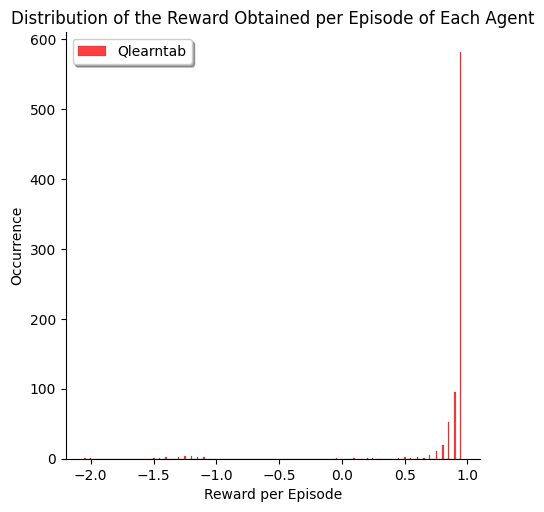 Distribution of the Reward Obtained per Episode of Each Agent
Qlearntab
600
500
400
300
200
100
0
Occurrence
−2.0 −1.5 −1.0 −0.5 0.0 0.5 1.0
Reward per Episode